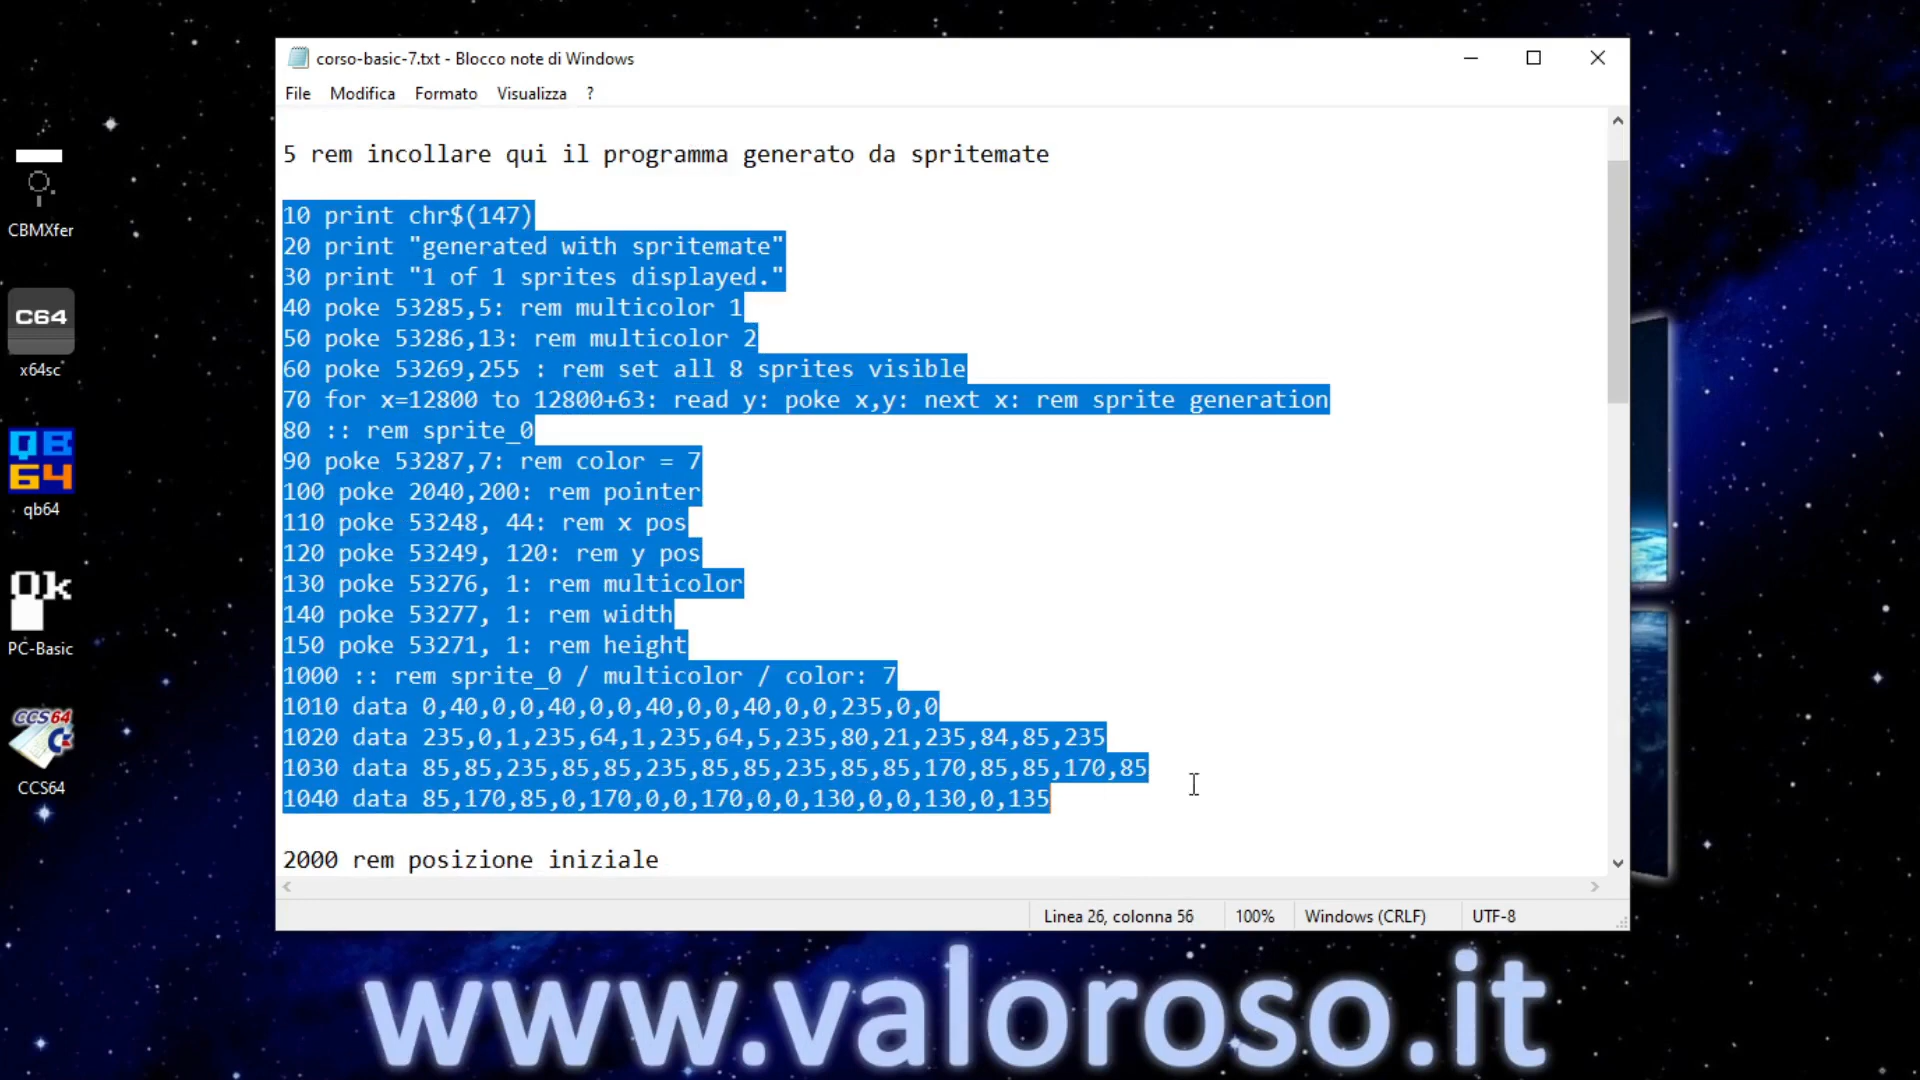 corso-basic-7.txt - Blocco note di Windows
File Modifica Formato Visualizza ?
5 rem incollare qui il programma generato da spritemate
10 print chr$(147)
20 print "generated with spritemate"
30 print "1 of 1 sprites displayed."
40 poke 53285,5: rem multicolor 1
50 poke 53286,13: rem multicolor 2
60 poke 53269,255 : rem set all 8 sprites visible
70 for x=12800 to 12800+63: read y: poke x,y: next x: rem sprite generation
80 :: rem sprite_0
90 poke 53287,7: rem color = 7
100 poke 2040,200: rem pointer
110 poke 53248, 44: rem x pos
120 poke 53249, 120: rem y pos
130 poke 53276, 1: rem multicolor
140 poke 53277, 1: rem width
150 poke 53271, 1: rem height
1000 :: rem sprite_0 / multicolor / color: 7
1010 data 0,40,0,0,40,0,0,40,0,0,40,0,0,235,0,0
1020 data 235,0,1,235,64,1,235,64,5,235,80,21,235,84,85,235
1030 data 85,85,235,85,85,235,85,85,235,85,85,170,85,85,170,85
1040 data 85,170,85,0,170,0,0,170,0,0,130,0,0,130,0,135
2000 rem posizione iniziale
Linea 26, colonna 56 100% Windows (CRLF) UTF-8
CBMXfer
C64
x64sc
QB
64
qb64
Ok
PC-Basic
CCS64
CCS64
www.valoroso.it